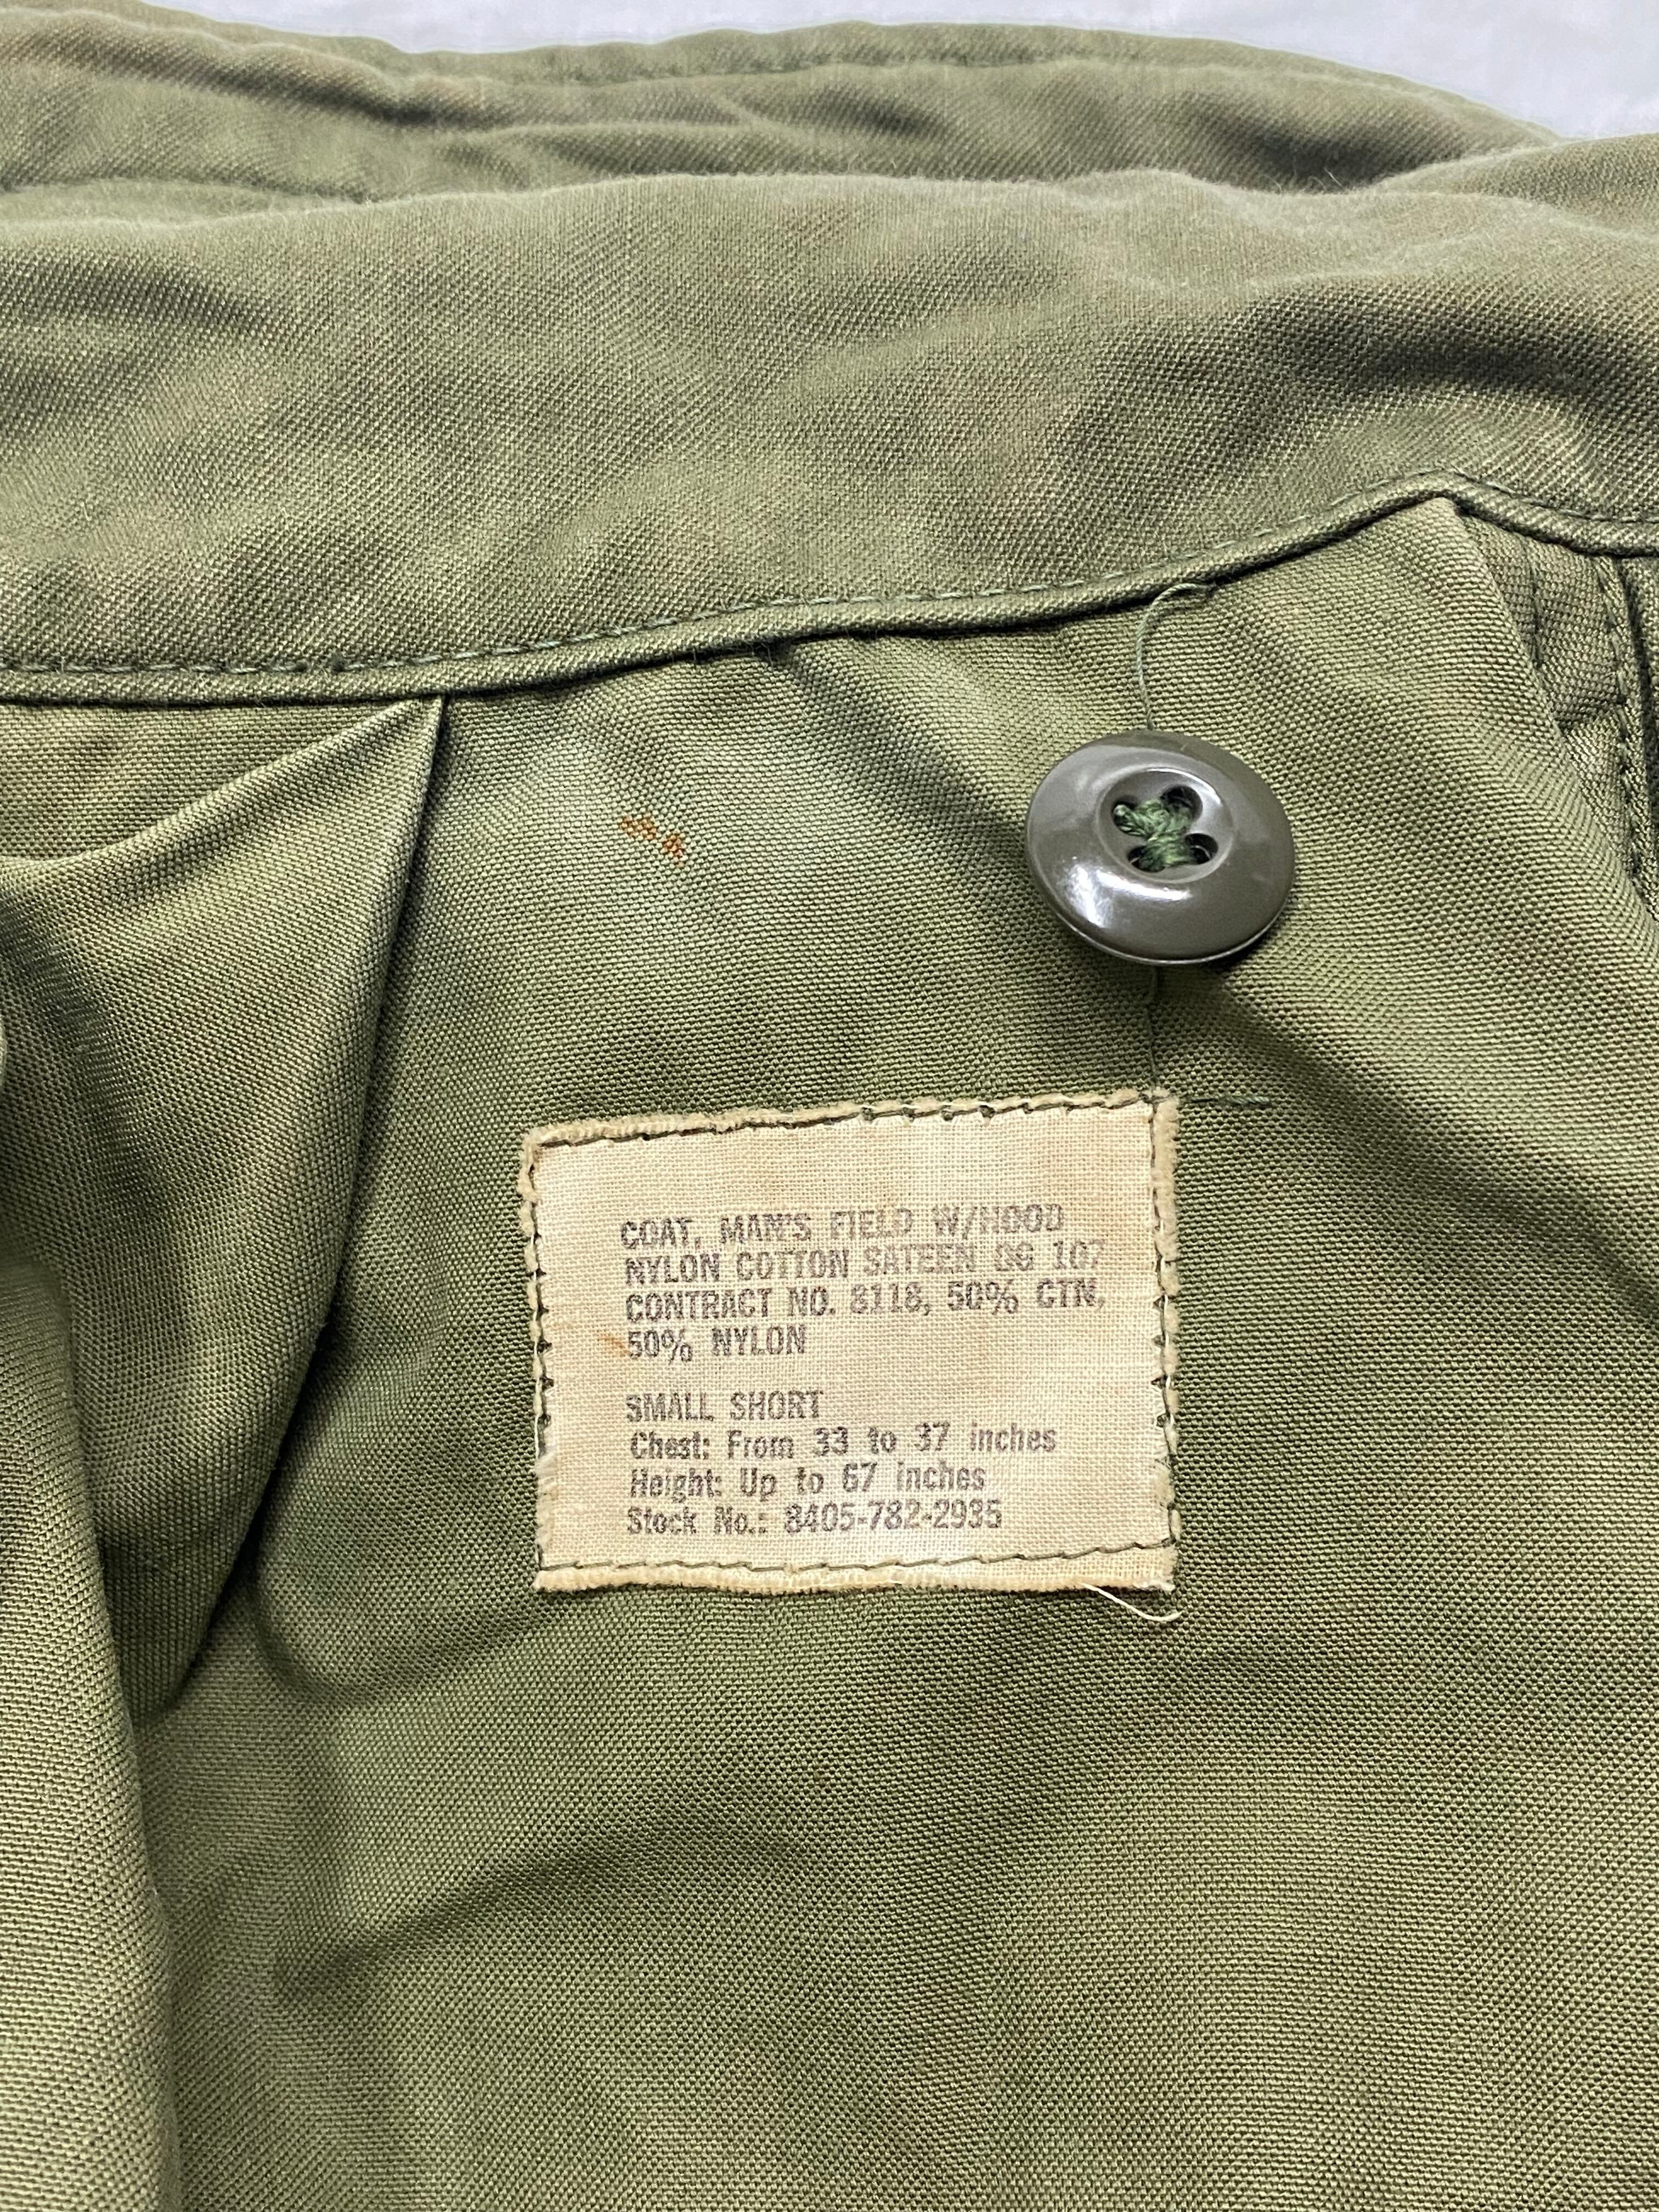 COAT, MAN'S FIELD W/HOOD
NYLON COTTON SATEEN OG 107
CONTRACT NO. 8118, 50% CTN,
50% NYLON
SMALL SHORT
Chest: From 33 to 37 inches
Height: Up to 67 inches
Stock No.: 8405-782-2935